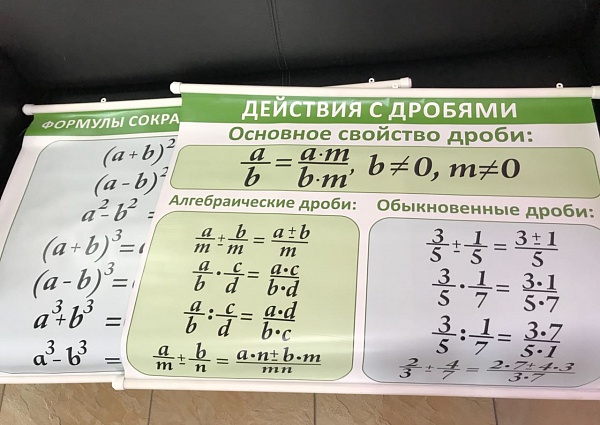 ФОРМУЛЫ СОКРА
(a+b)²
(a-b)²
a²-b² =
(a+b)³=
(a-b)³=
a³+b³ =
a³-b³ =
ДЕЙСТВИЯ С ДРОБЯМИ
Основное свойство дроби:
a/b = a·m/b·m, b≠0, m≠0
Алгебраические дроби:
a/m ± b/m = a±b/m
a/b · c/d = a·c/b·d
a/b : c/d = a·d/b·c
a/m ± b/n = a·n±b·m/mn
Обыкновенные дроби:
3/5 ± 1/5 = 3±1/5
3/5 · 1/7 = 3·1/5·7
3/5 : 1/7 = 3·7/5·1
2/3 ± 4/7 = 2·7±4·3/3·7